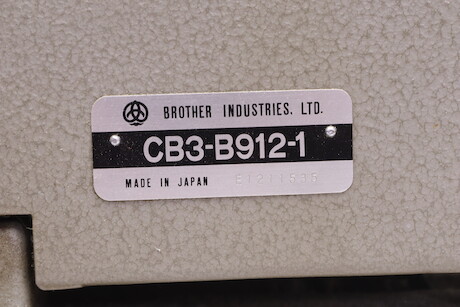 BROTHER INDUSTRIES, LTD.
CB3-B912-1
MADE IN JAPAN